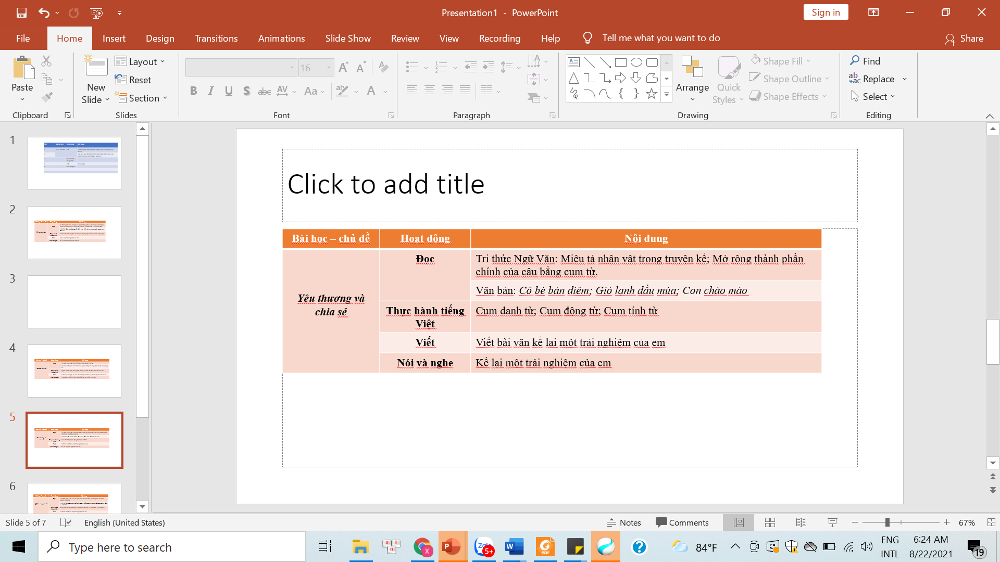 Presentation1 - PowerPoint
Sign in
File Home Insert Design Transitions Animations Slide Show Review View Recording Help Tell me what you want to do Share
Paste
Clipboard
New
Slide
Layout
Reset
Section
Slides
16
B I U S abc AV Aa A
Font
Paragraph
Arrange
Quick
Styles
Shape Fill
Shape Outline
Shape Effects
Drawing
Find
Replace
Select
Editing
1
2
3
4
5
6
Click to add title
Bài học – chủ đề Hoạt động Nội dung
Yêu thương và
chia sẻ
Đọc
Tri thức Ngữ Văn: Miêu tả nhân vật trong truyện kể; Mở rộng thành phần
chính của câu bằng cụm từ.
Văn bản: Cô bé bán diêm; Gió lạnh đầu mùa; Con chào mào
Thực hành tiếng
Việt
Cụm danh từ; Cụm động từ; Cụm tính từ
Viết
Viết bài văn kể lại một trải nghiệm của em
Nói và nghe
Kể lại một trải nghiệm của em
Slide 5 of 7 English (United States) Notes Comments 67%
Type here to search
84°F
ENG
INTL
6:24 AM
8/22/2021
19